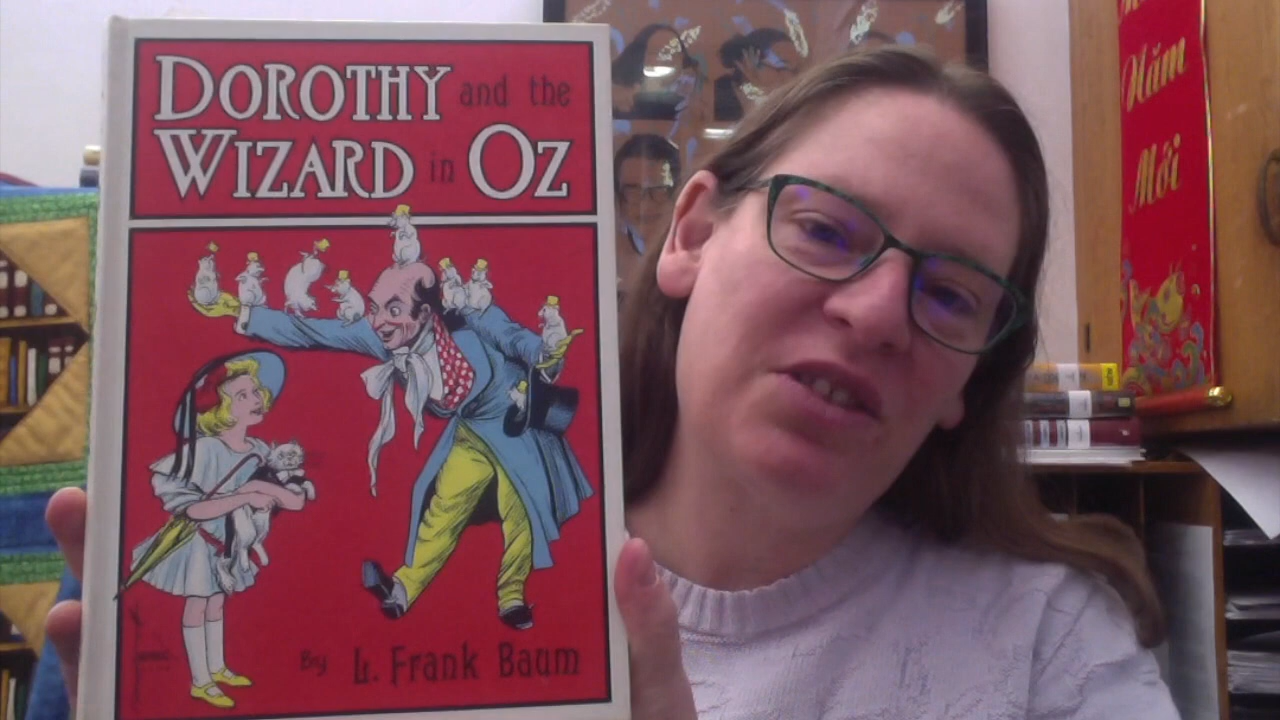 DOROTHY and the
WIZARD in OZ
By L. Frank Baum
Năm
Mới